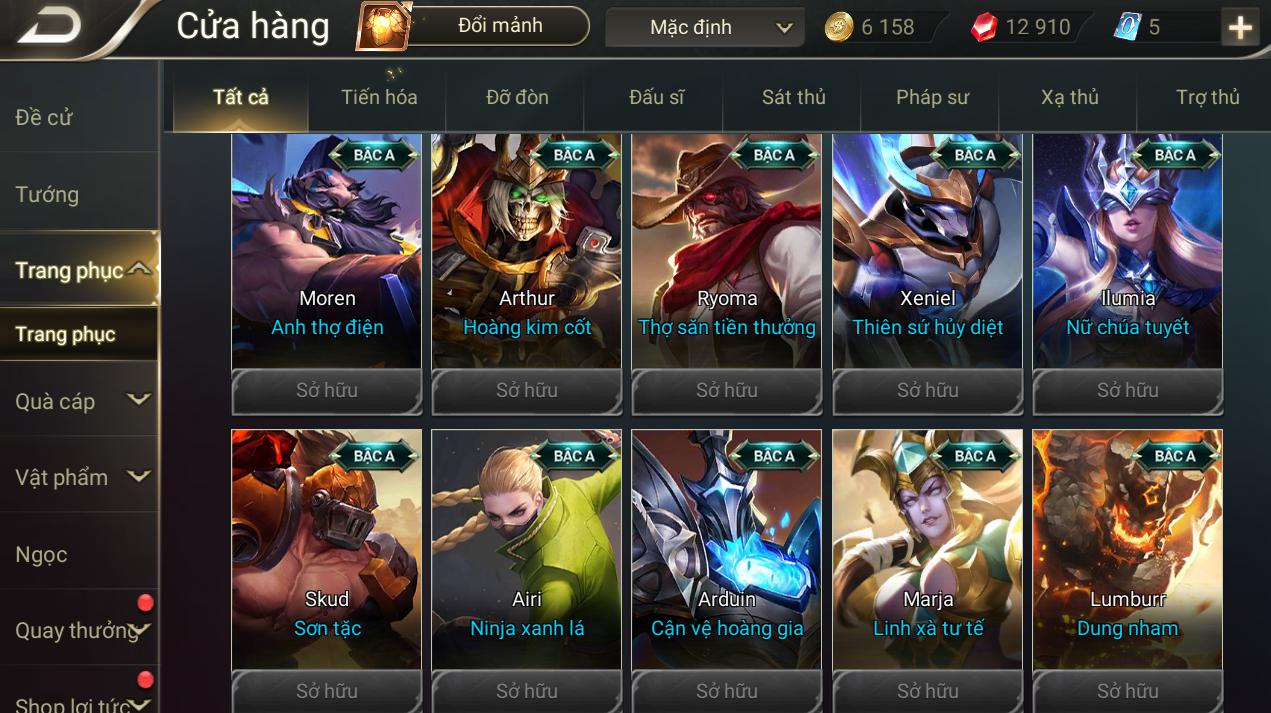 Cửa hàng
Đổi mảnh
Mặc định
6 158
12 910
5
Đề cử
Tướng
Trang phục
Trang phục
Quà cáp
Vật phẩm
Ngọc
Quay thưởng
Shop lợi tức
Tất cả
Tiến hóa
Đỡ đòn
Đấu sĩ
Sát thủ
Pháp sư
Xạ thủ
Trợ thủ
BẬC A
BẬC A
BẬC A
BẬC A
BẬC A
Moren
Arthur
Ryoma
Xeniel
Ilumia
Anh thợ điện
Hoàng kim cốt
Thợ săn tiền thưởng
Thiên sứ hủy diệt
Nữ chúa tuyết
Sở hữu
Sở hữu
Sở hữu
Sở hữu
Sở hữu
BẬC A
BẬC A
BẬC A
BẬC A
BẬC A
Skud
Airi
Arduin
Marja
Lumburr
Sơn tặc
Ninja xanh lá
Cận vệ hoàng gia
Linh xà tư tế
Dung nham
Sở hữu
Sở hữu
Sở hữu
Sở hữu
Sở hữu